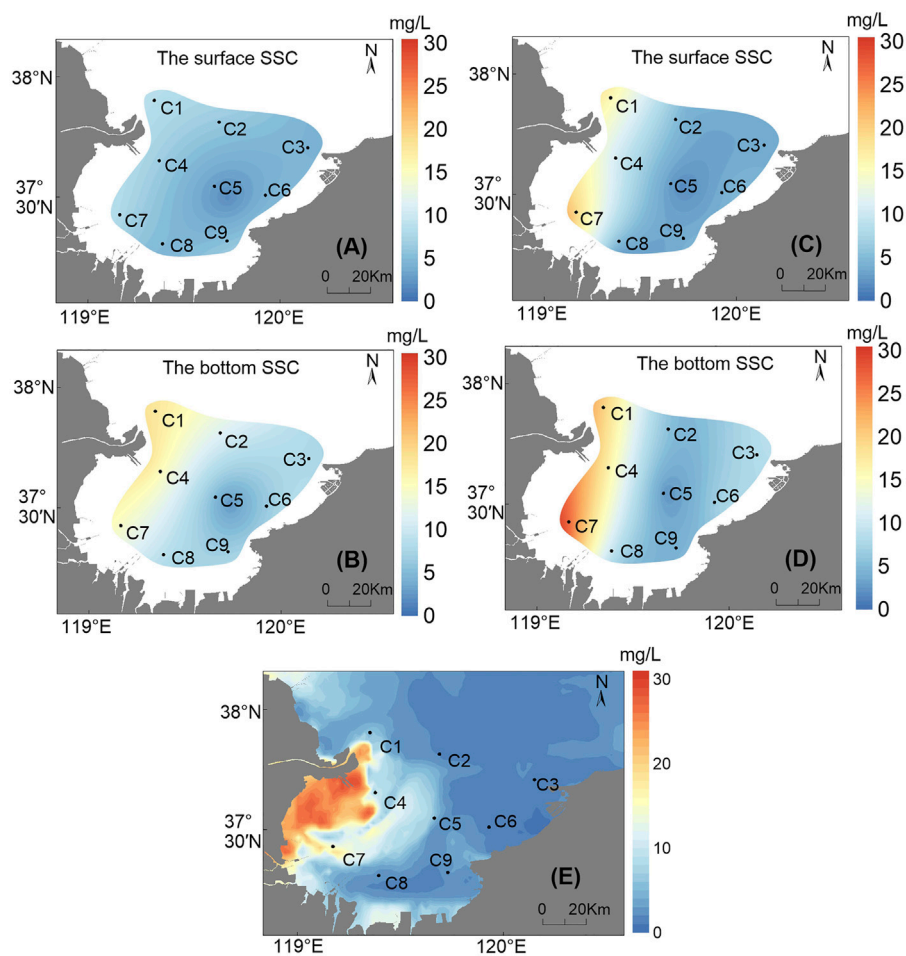 mg/L
The surface SSC
N
30
25
20
15
10
5
0
38°N
37°
30′N
C1
C2
C3
C4
C5
C6
C7
C8
C9
(A)
0 20Km
119°E
120°E
mg/L
The surface SSC
N
30
25
20
15
10
5
0
38°N
37°
30′N
C1
C2
C3
C4
C5
C6
C7
C8
C9
(C)
0 20Km
119°E
120°E
mg/L
The bottom SSC
N
30
25
20
15
10
5
0
38°N
37°
30′N
C1
C2
C3
C4
C5
C6
C7
C8
C9
(B)
0 20Km
119°E
120°E
mg/L
The bottom SSC
N
30
25
20
15
10
5
0
38°N
37°
30′N
C1
C2
C3
C4
C5
C6
C7
C8
C9
(D)
0 20Km
119°E
120°E
mg/L
N
30
20
10
0
38°N
37°
30′N
C1
C2
C3
C4
C5
C6
C7
C8
C9
(E)
0 20Km
119°E
120°E